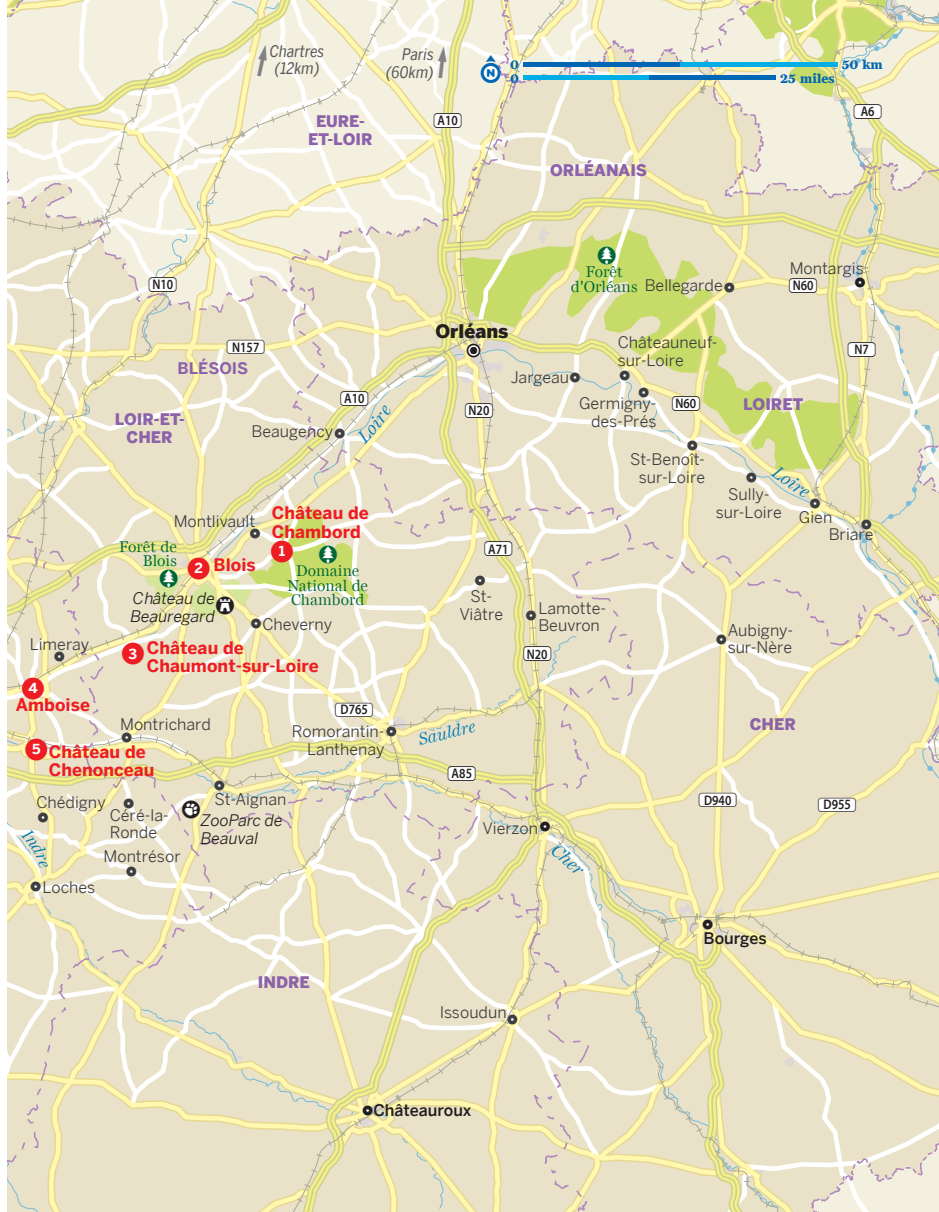 Chartres
(12km)
Paris
(60km)
N
0
50 km
0
25 miles
A10
A6
EURE-
ET-LOIR
ORLÉANAIS
Forêt
d'Orléans
Bellegarde
Montargis
N60
N10
Orléans
N157
BLÉSOIS
Châteauneuf-
sur-Loire
N7
Jargeau
A10
Loire
N20
Germigny-
des-Prés
N60
LOIRET
LOIR-ET-
CHER
Beaugency
St-Benoît-
sur-Loire
Loire
Sully-
sur-Loire
Gien
Briare
Montlivault
Château de
Chambord
1
Forêt de
Blois
2
Blois
Domaine
National de
Chambord
A71
Château de
Beauregard
St-
Viâtre
Lamotte-
Beuvron
Cheverny
Aubigny-
sur-Nère
Limeray
3
Château de
Chaumont-sur-Loire
N20
4
Amboise
D765
Montrichard
Romorantin-
Lanthenay
Sauldre
CHER
5
Château de
Chenonceau
A85
Chédigny
Céré-la-
Ronde
St-Aignan
ZooParc de
Beauval
D940
D955
Vierzon
Indre
Montrésor
Cher
Loches
Bourges
INDRE
Issoudun
Châteauroux